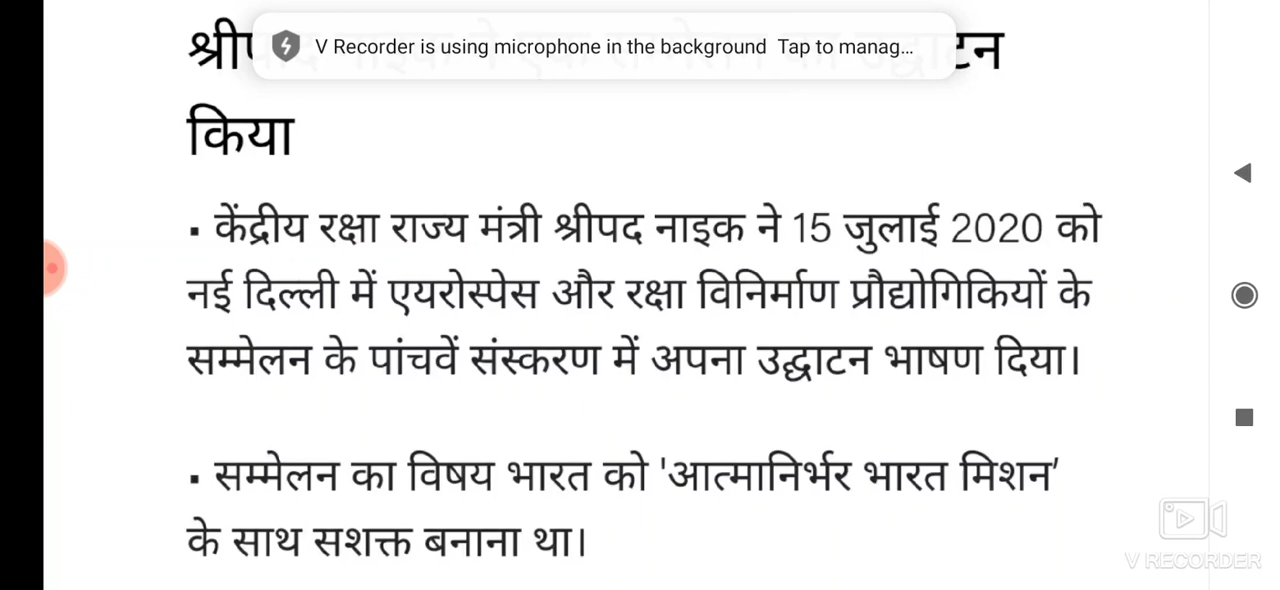 V Recorder is using microphone in the background Tap to manag...
किया
▪ केंद्रीय रक्षा राज्य मंत्री श्रीपद नाइक ने 15 जुलाई 2020 को
नई दिल्ली में एयरोस्पेस और रक्षा विनिर्माण प्रौद्योगिकियों के
सम्मेलन के पांचवें संस्करण में अपना उद्घाटन भाषण दिया।
▪ सम्मेलन का विषय भारत को 'आत्मानिर्भर भारत मिशन'
के साथ सशक्त बनाना था।
V RECORDER